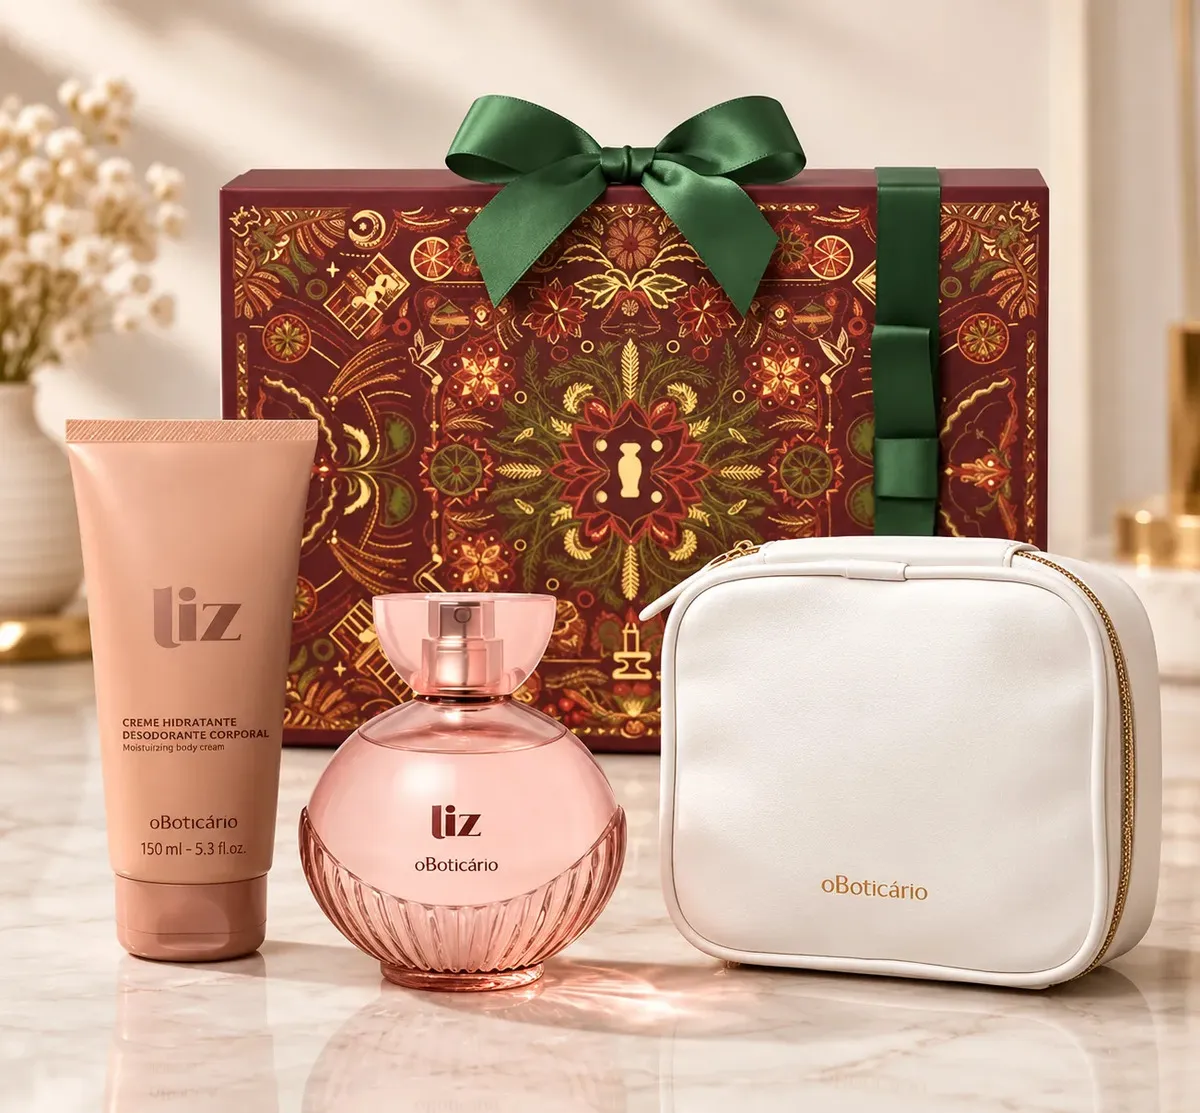 liz
CREME HIDRATANTE
DESODORANTE CORPORAL
Moisturizing body cream
oBoticário
150 ml - 5.3 fl.oz.
liz
oBoticário
oBoticário